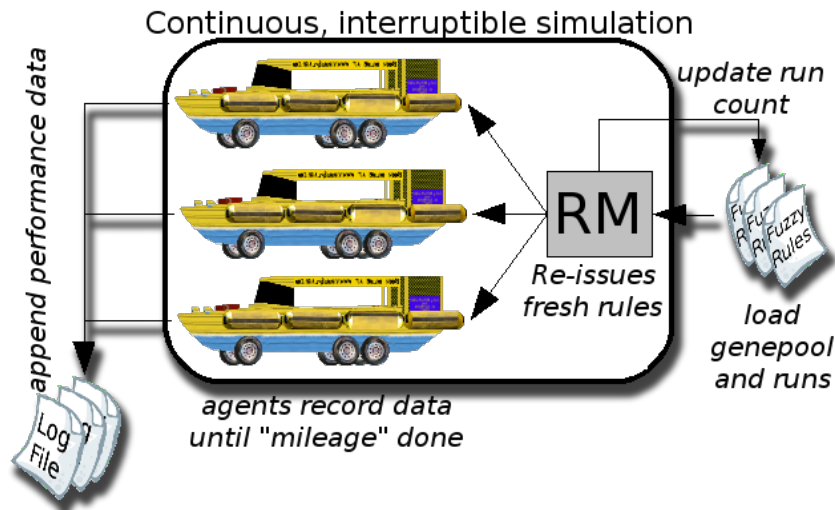 Continuous, interruptible simulation
append performance data
update run
count
RM
Re-issues
fresh rules
Fuzzy
Rules
load
genepool
and runs
agents record data
until "mileage" done
Log
File